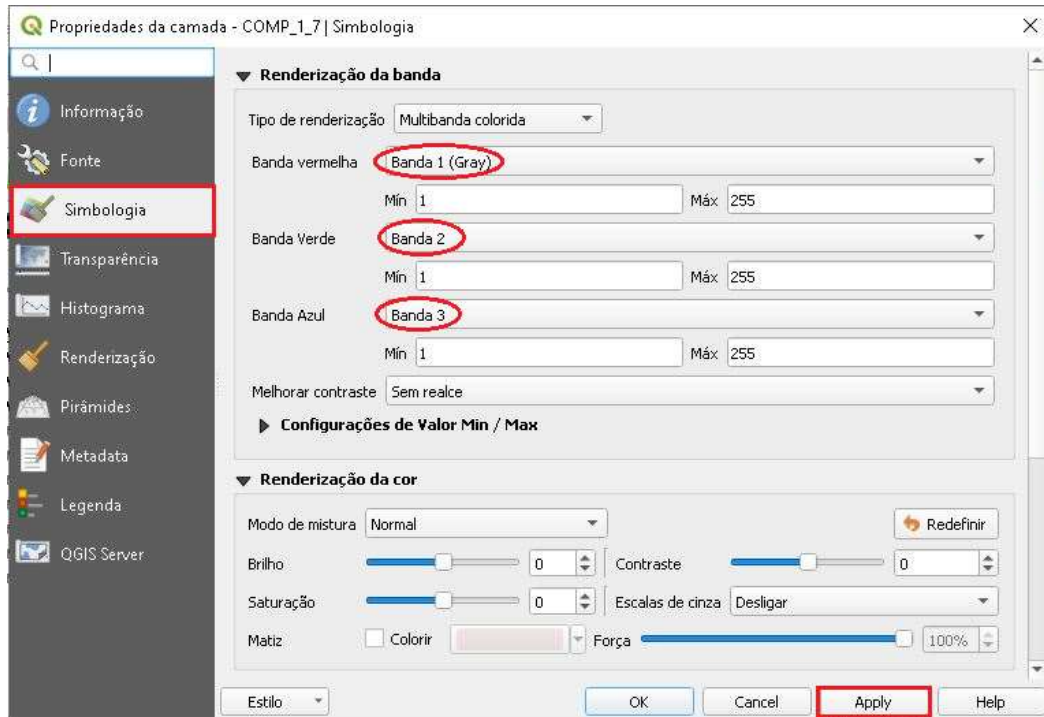 Propriedades da camada - COMP_1_7 | Simbologia
Informação
Fonte
Simbologia
Transparência
Histograma
Renderização
Pirâmides
Metadata
Legenda
QGIS Server
Renderização da banda
Tipo de renderização Multibanda colorida
Banda vermelha Banda 1 (Gray)
Mín 1 Máx 255
Banda Verde Banda 2
Mín 1 Máx 255
Banda Azul Banda 3
Mín 1 Máx 255
Melhorar contraste Sem realce
Configurações de Valor Min / Max
Renderização da cor
Modo de mistura Normal Redefinir
Brilho 0 Contraste 0
Saturação 0 Escalas de cinza Desligar
Matiz Colorir Força 100%
Estilo OK Cancel Apply Help